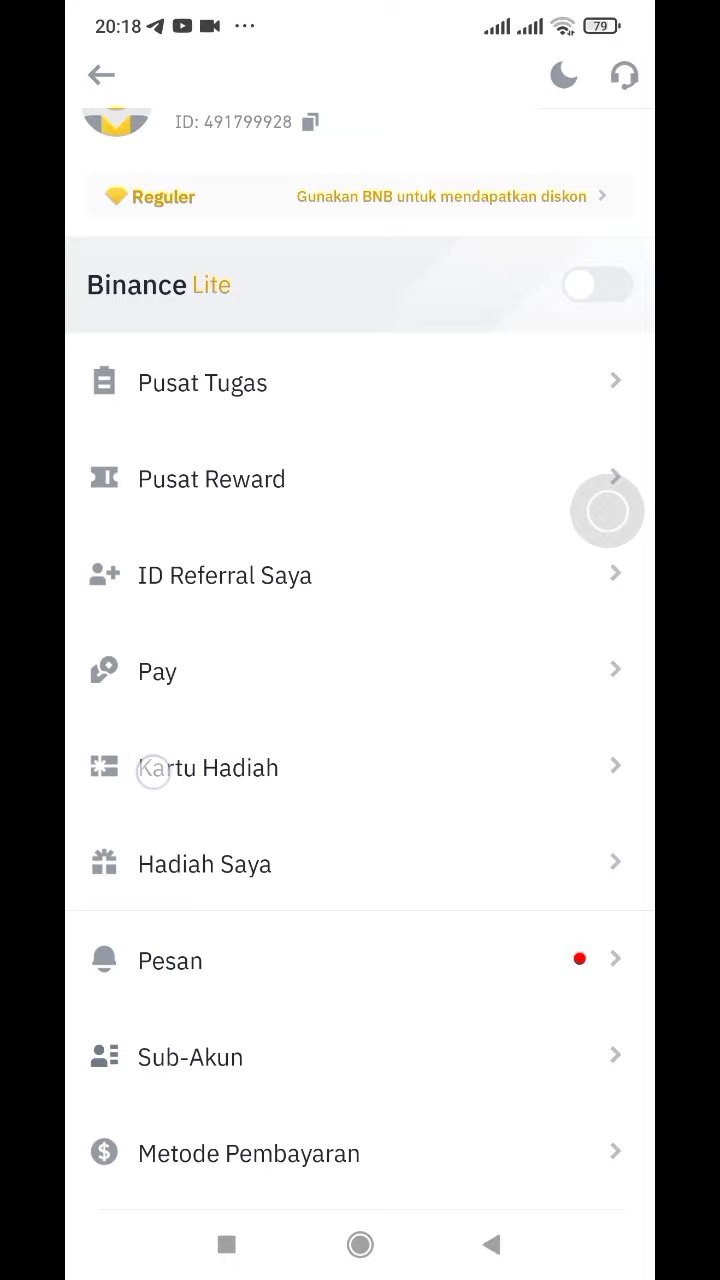 20:18 79
ID: 491799928
Reguler Gunakan BNB untuk mendapatkan diskon
Binance Lite
Pusat Tugas
Pusat Reward
ID Referral Saya
Pay
Kartu Hadiah
Hadiah Saya
Pesan
Sub-Akun
Metode Pembayaran